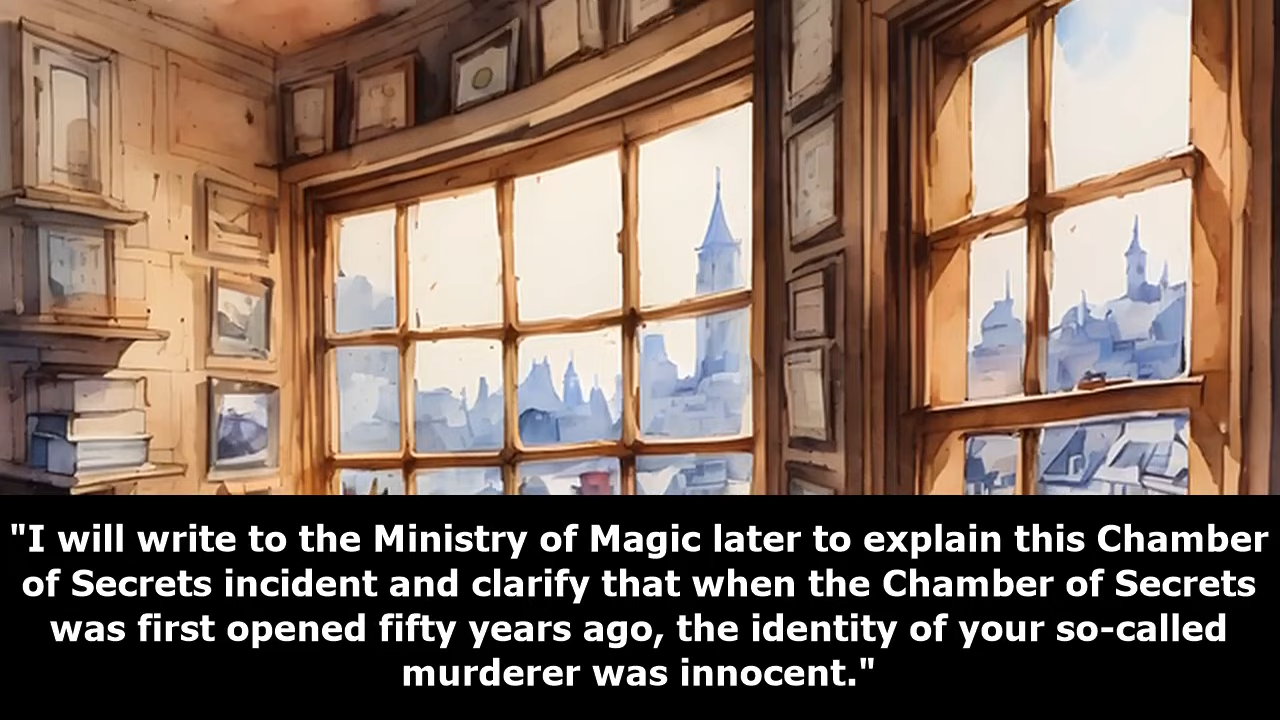 "I will write to the Ministry of Magic later to explain this Chamber
of Secrets incident and clarify that when the Chamber of Secrets
was first opened fifty years ago, the identity of your so-called
murderer was innocent."